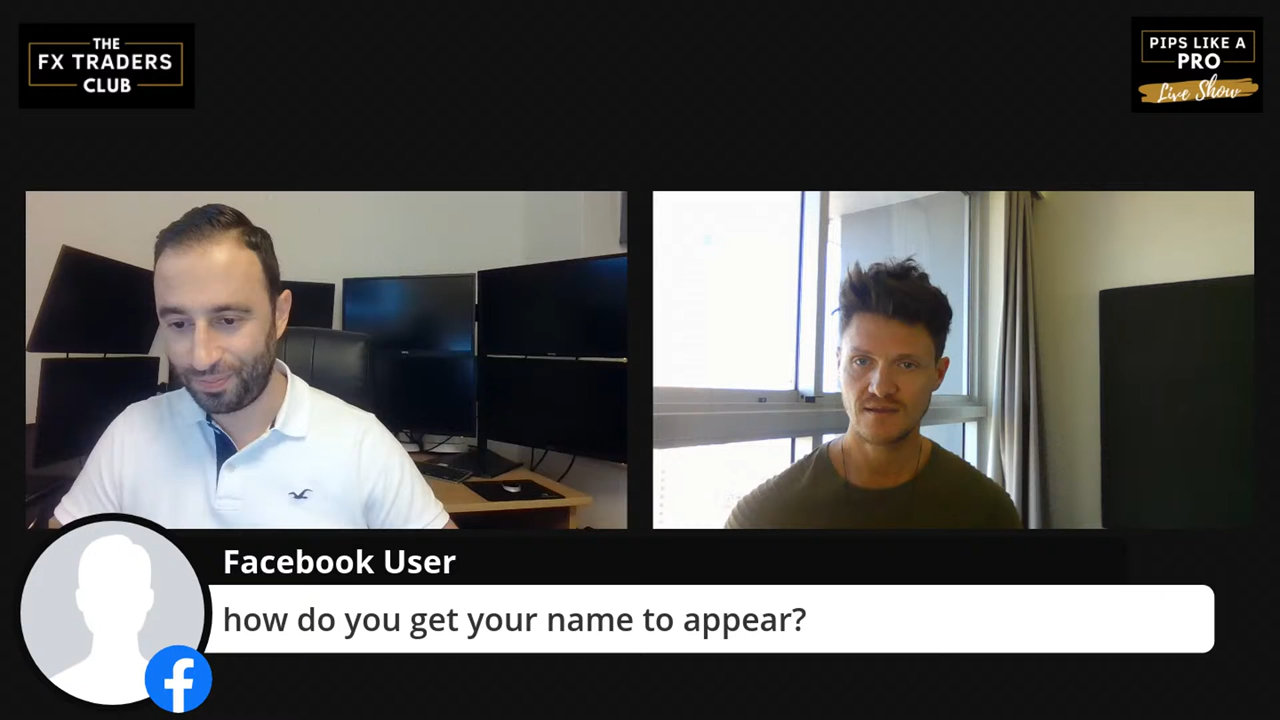 THE
FX TRADERS
CLUB
PIPS LIKE A
PRO
Live Show
Facebook User
how do you get your name to appear?